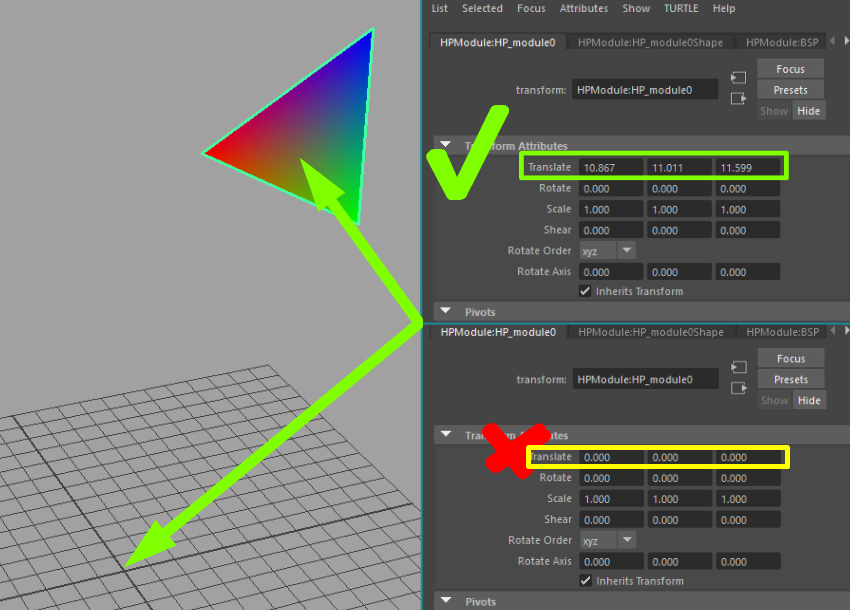 List Selected Focus Attributes Show TURTLE Help
HPModule:HP_module0 HPModule:HP_module0Shape HPModule:BSP
Focus
transform: HPModule:HP_module0 Presets
Show Hide
Transform Attributes
Translate 10.867 11.011 11.599
Rotate 0.000 0.000 0.000
Scale 1.000 1.000 1.000
Shear 0.000 0.000 0.000
Rotate Order xyz
Rotate Axis 0.000 0.000 0.000
Inherits Transform
Pivots
HPModule:HP_module0 HPModule:HP_module0Shape HPModule:BSP
Focus
transform: HPModule:HP_module0 Presets
Show Hide
Transform Attributes
Translate 0.000 0.000 0.000
Rotate 0.000 0.000 0.000
Scale 1.000 1.000 1.000
Shear 0.000 0.000 0.000
Rotate Order xyz
Rotate Axis 0.000 0.000 0.000
Inherits Transform
Pivots